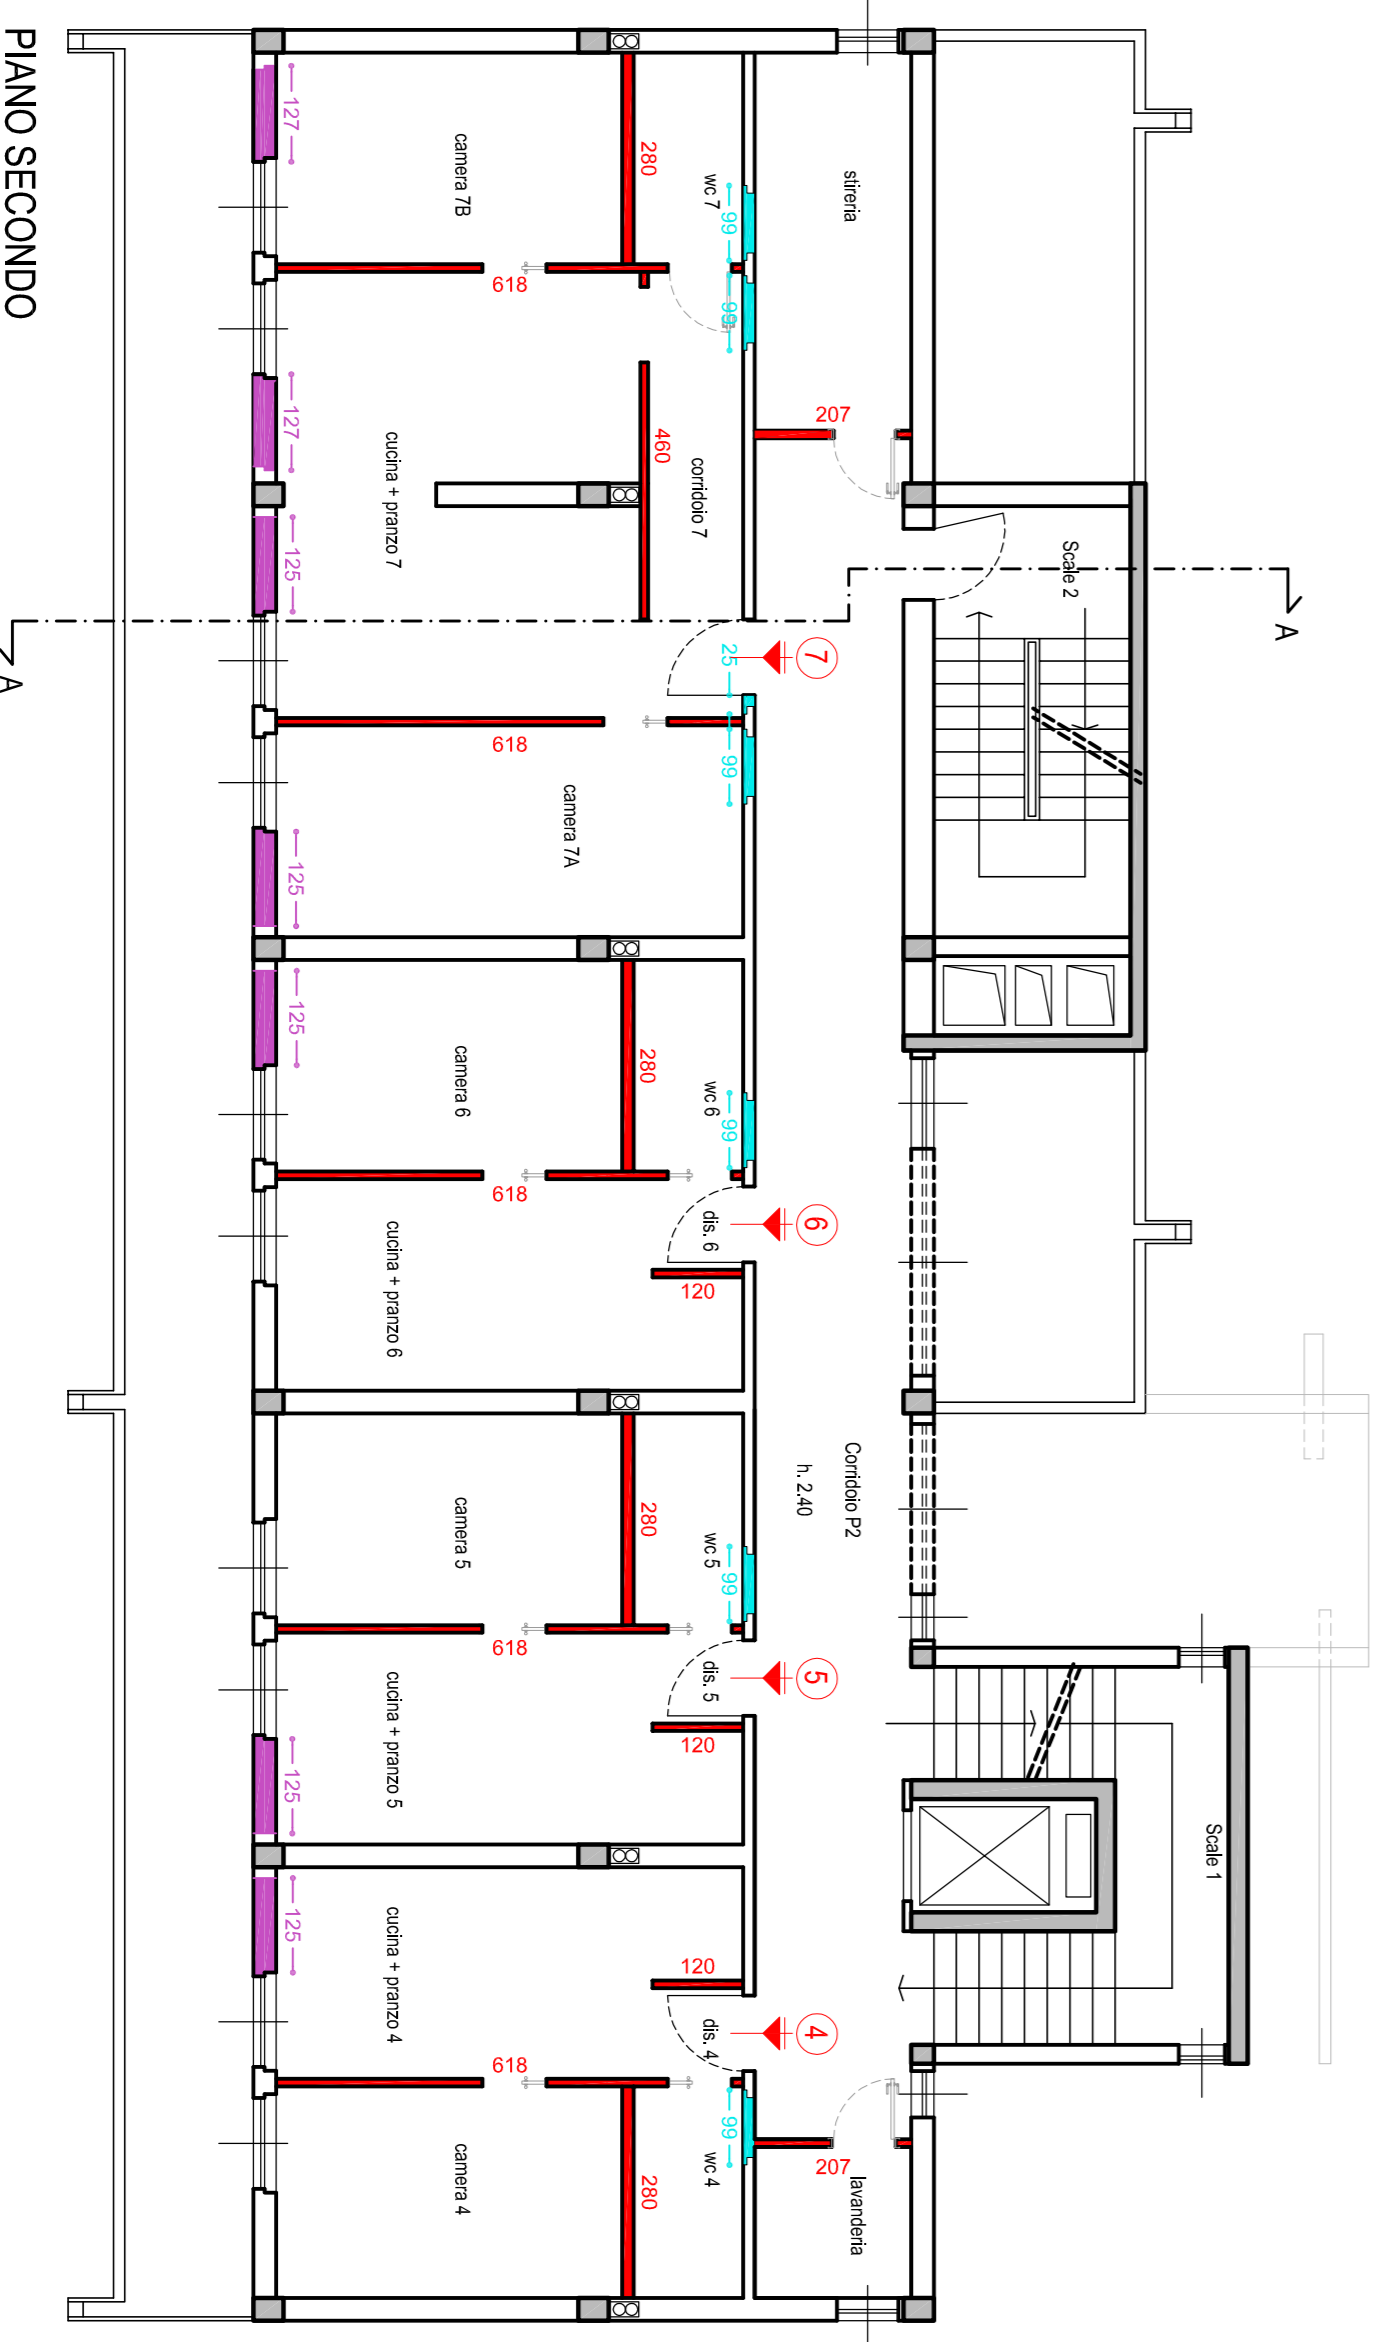 PIANO SECONDO
A
A
127
camera 7B
280
wc 7
99
99
stireria
618
207
127
cucina + pranzo 7
460
corridoio 7
125
Scale 2
7
25
618
99
camera 7A
125
125
camera 6
280
wc 6
99
618
dis. 6
6
120
cucina + pranzo 6
Corridoio P2
h. 2.40
camera 5
280
wc 5
99
618
dis. 5
5
120
cucina + pranzo 5
125
Scale 1
125
cucina + pranzo 4
120
dis. 4
4
618
99
wc 4
camera 4
280
207
lavanderia